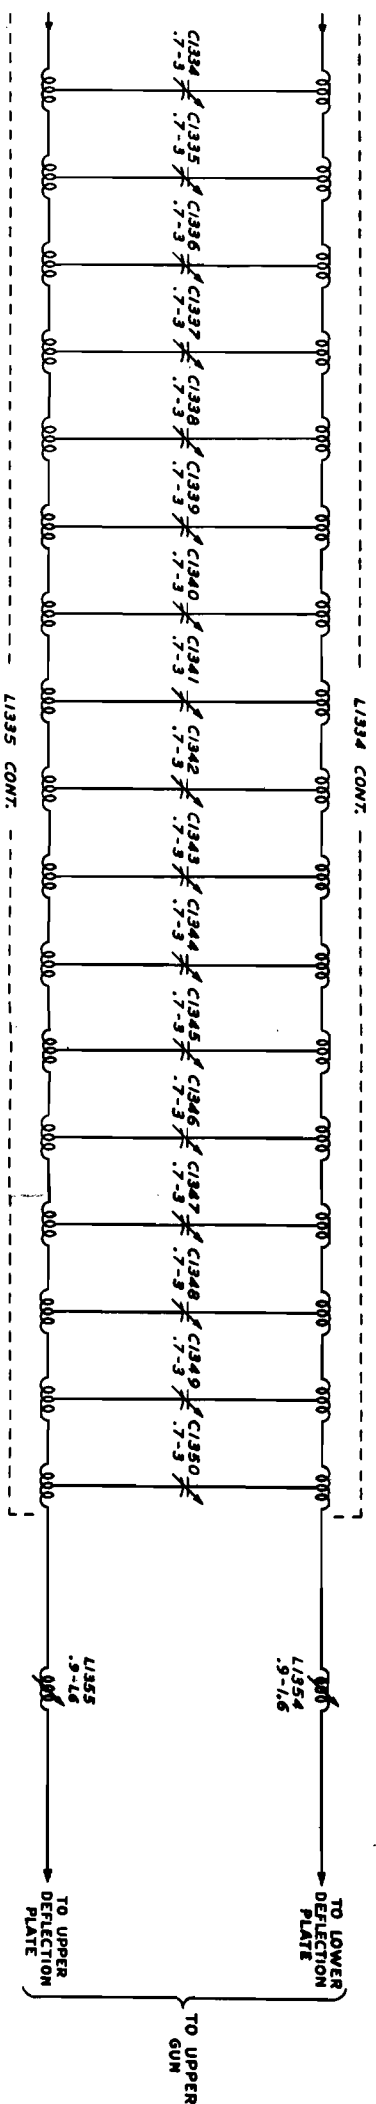 L1334 CONT.
C1334
.7-3
C1335
.7-3
C1336
.7-3
C1337
.7-3
C1338
.7-3
C1339
.7-3
C1340
.7-3
C1341
.7-3
C1342
.7-3
C1343
.7-3
C1344
.7-3
C1345
.7-3
C1346
.7-3
C1347
.7-3
C1348
.7-3
C1349
.7-3
C1350
.7-3
L1335 CONT.
L1354
.9-1.6
L1355
.9-1.6
TO LOWER
DEFLECTION
PLATE
TO UPPER
DEFLECTION
PLATE
TO UPPER
GUN